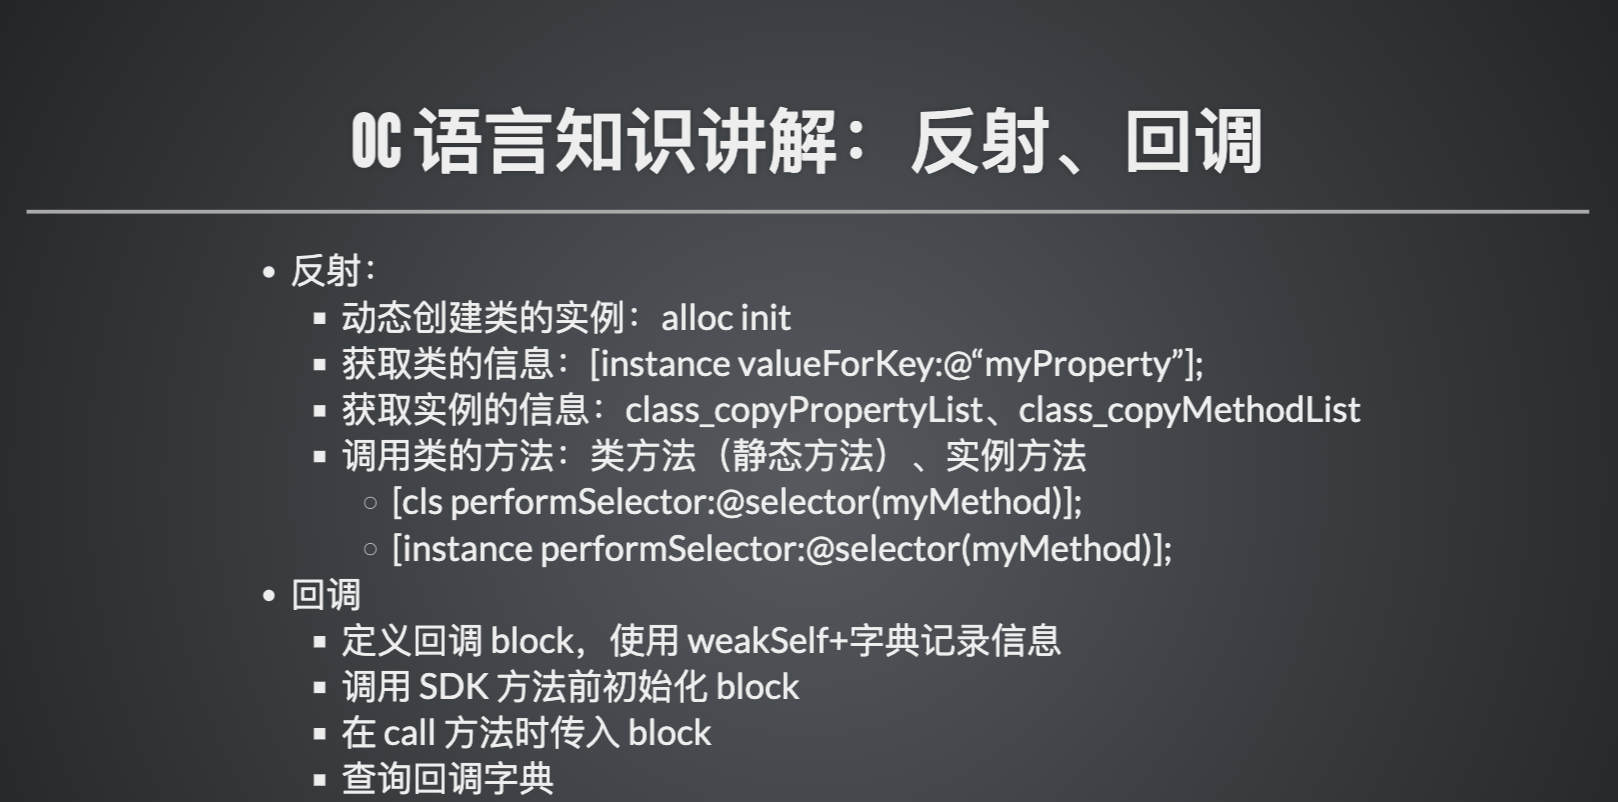 OC 语言知识讲解：反射、回调
反射：
动态创建类的实例：alloc init
获取类的信息：[instance valueForKey:@“myProperty”];
获取实例的信息：class_copyPropertyList、class_copyMethodList
调用类的方法：类方法（静态方法）、实例方法
[cls performSelector:@selector(myMethod)];
[instance performSelector:@selector(myMethod)];
回调
定义回调 block，使用 weakSelf+字典记录信息
调用 SDK 方法前初始化 block
在 call 方法时传入 block
查询回调字典